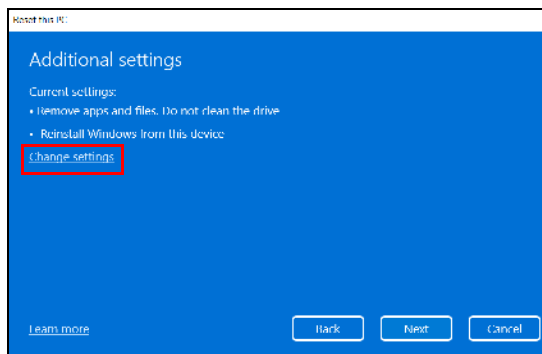 Reset this PC
Additional settings
Current settings:
• Remove apps and files. Do not clean the drive
• Reinstall Windows from this device
Change settings
Learn more
Back
Next
Cancel